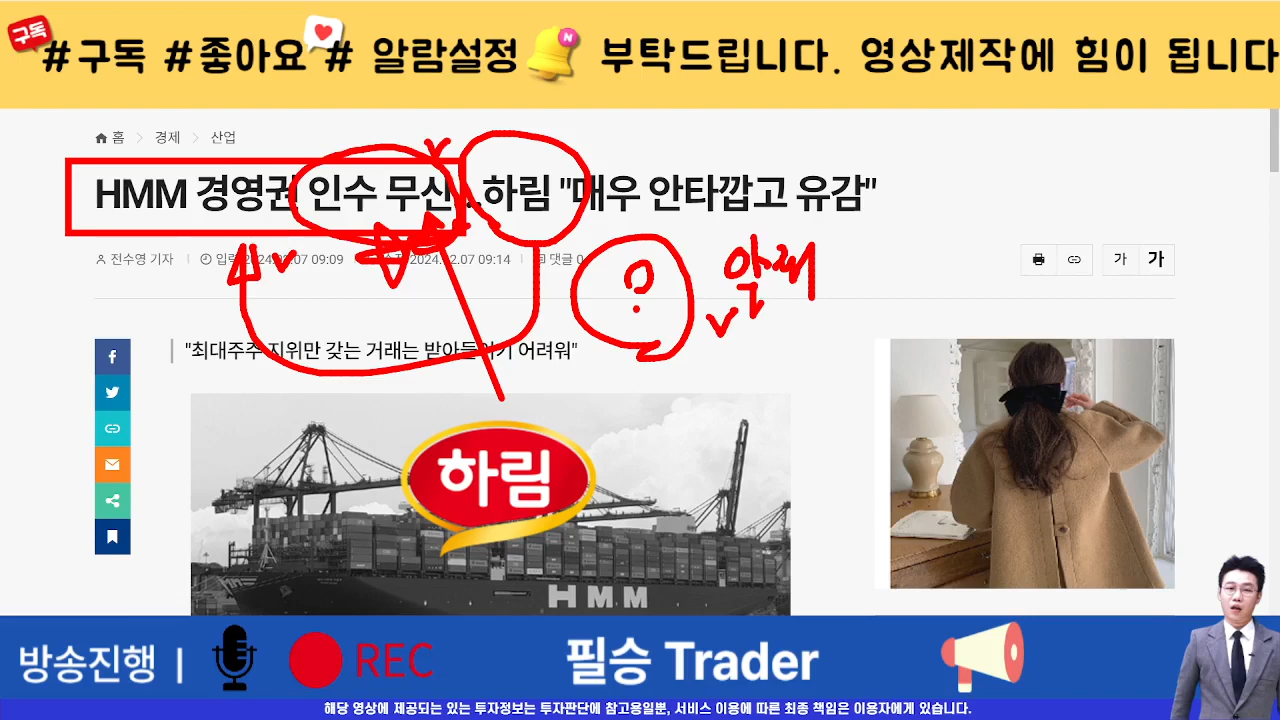 구독
#구독 #좋아요 # 알람설정 N 부탁드립니다. 영상제작에 힘이 됩니다
홈 > 경제 > 산업
HMM 경영권 인수 무산...하림 "매우 안타깝고 유감"
진수영 기자 | 입력 2024.02.07 09:09 | 2024.02.07 09:14 | 댓글 0
가 가
?
"최대주주 지위만 갖는 거래는 받아들이기 어려워"
하림
HMM
방송진행 | REC 필승 Trader
해당 영상에 제공되는 있는 투자정보는 투자판단에 참고용일뿐, 서비스 이용에 따른 최종 책임은 이용자에게 있습니다.